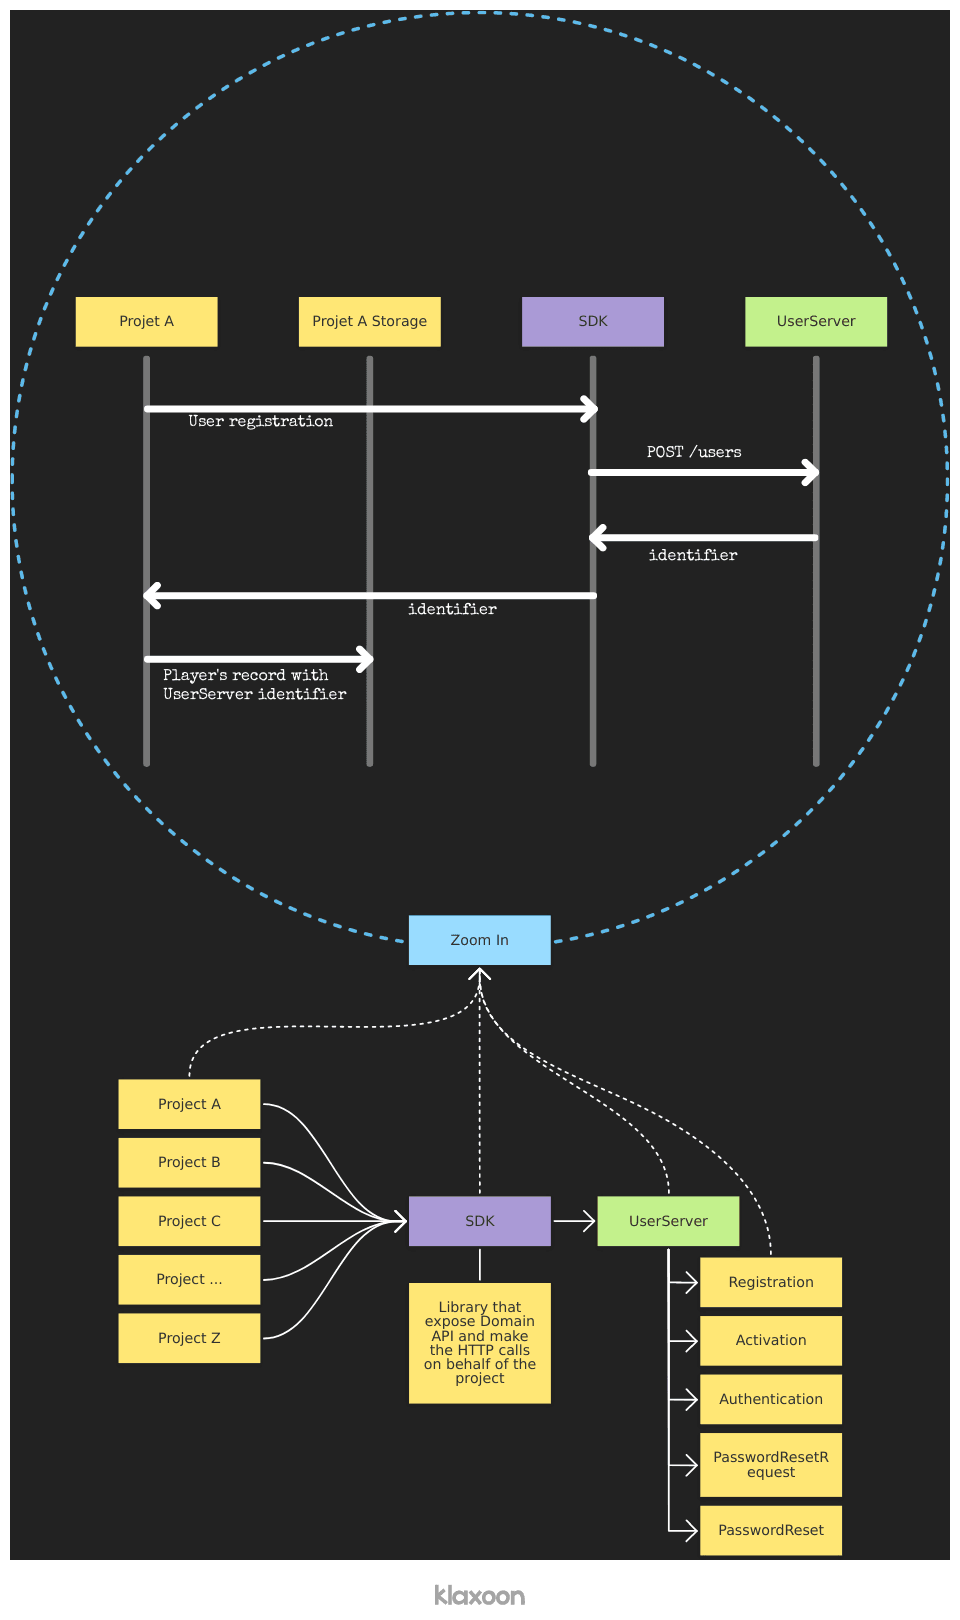 Projet A
Projet A Storage
SDK
UserServer
User registration
POST /users
identifier
identifier
Player's record with
UserServer identifier
Zoom In
Project A
Project B
Project C
Project ...
Project Z
SDK
UserServer
Library that
expose Domain
API and make
the HTTP calls
on behalf of the
project
Registration
Activation
Authentication
PasswordResetR
equest
PasswordReset
klaxoon